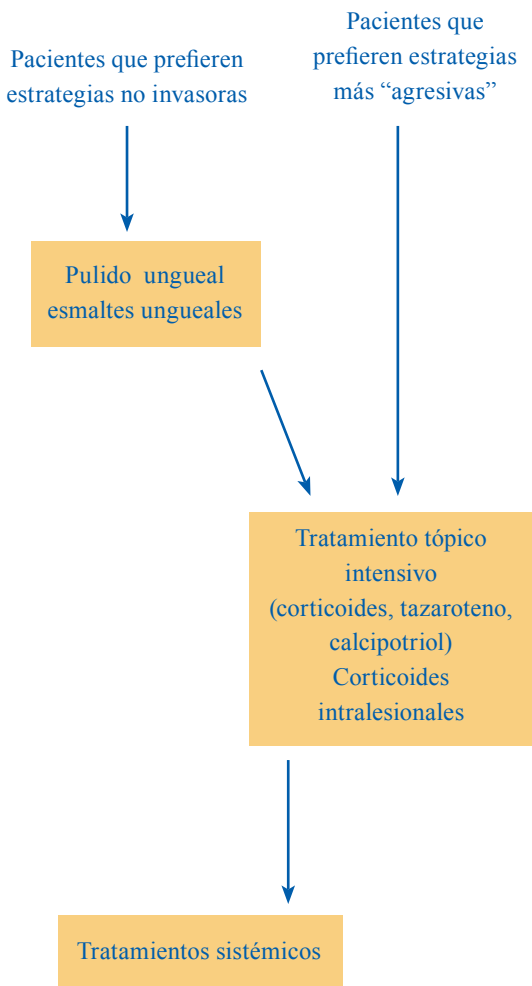 Pacientes que prefieren
estrategias no invasoras
Pacientes que
prefieren estrategias
más “agresivas”
Pulido ungueal
esmaltes ungueales
Tratamiento tópico
intensivo
(corticoides, tazaroteno,
calcipotriol)
Corticoides
intralesionales
Tratamientos sistémicos